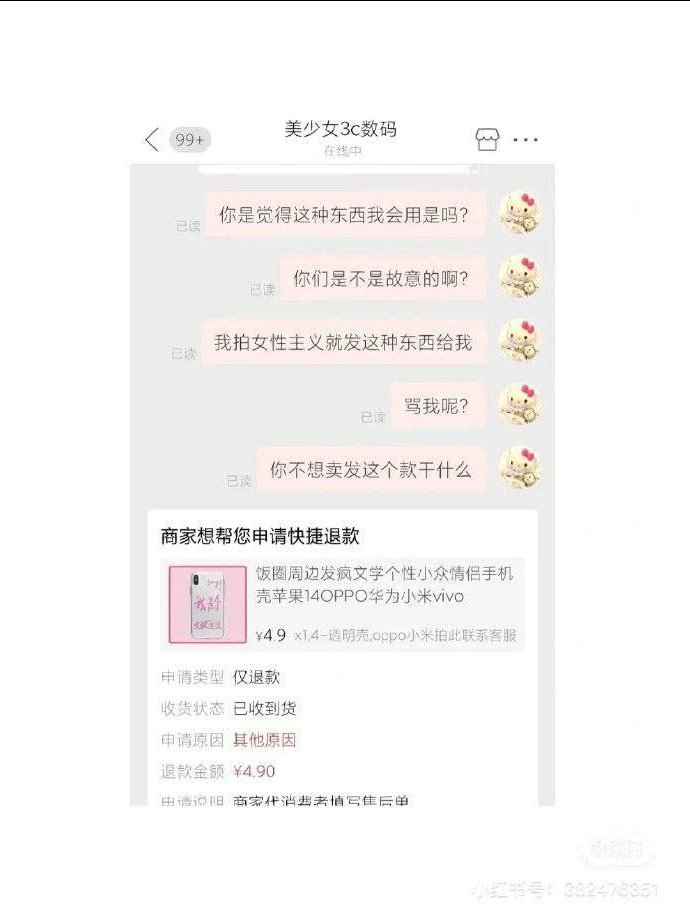 99+
美少女3c数码
在线中
你是觉得这种东西我会用是吗?
已读
你们是不是故意的啊?
已读
我拍女性主义就发这种东西给我
已读
骂我呢?
已读
你不想卖发这个款干什么
已读
商家想帮您申请快捷退款
饭圈周边发疯文学个性小众情侣手机
壳苹果14OPPO华为小米vivo
我是个
¥4.9 x1,4-透明壳,oppo小米拍此联系客服
申请类型 仅退款
收货状态 已收到货
申请原因 其他原因
退款金额 ¥4.90
申请说明 商家代消费者填写售后单
小红书
小红书号: 382476351